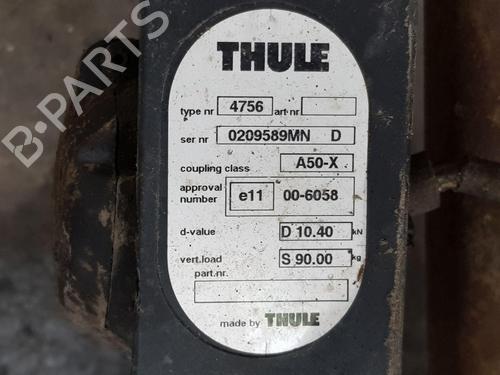 B-PARTS
THULE
type nr 4756 art-nr
ser nr 0209589MN D
coupling class A50-X
approval number e11 00-6058
d-value D 10.40 kN
vert.load S 90.00 kg
part.nr.
made by THULE